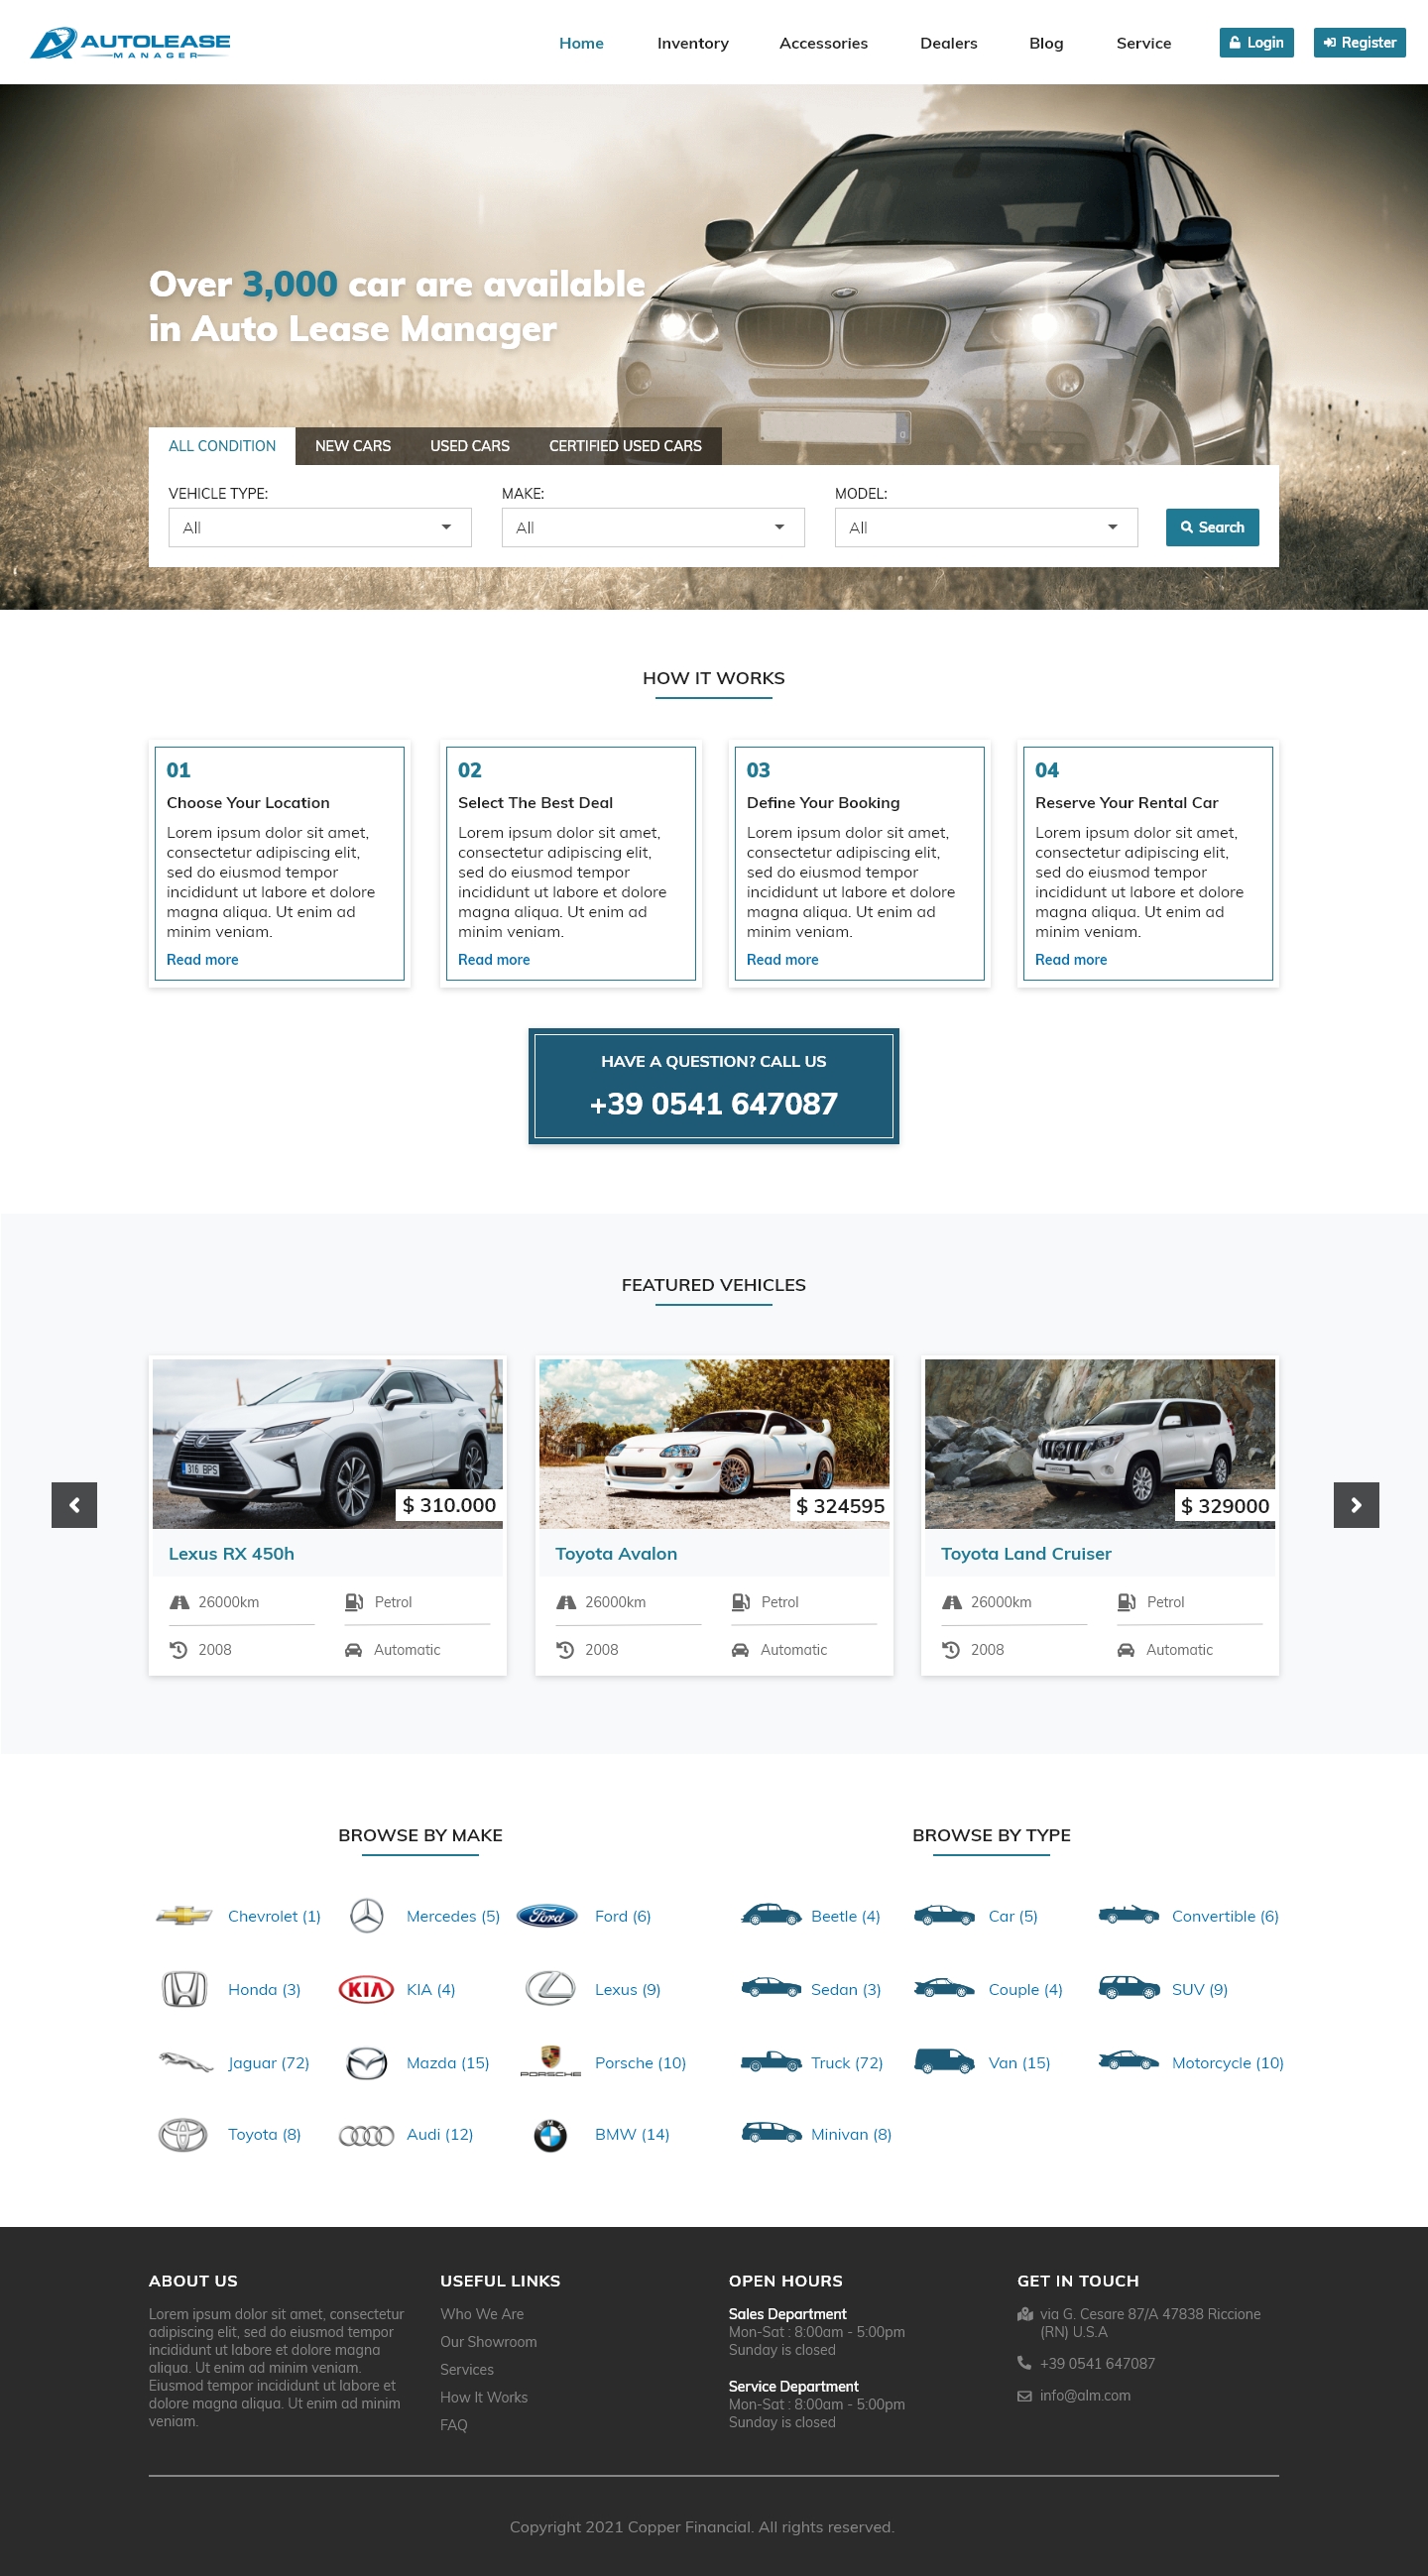 AUTOLEASE
MANAGER
Home Inventory Accessories Dealers Blog Service Login Register
Over 3,000 car are available
in Auto Lease Manager
ALL CONDITION NEW CARS USED CARS CERTIFIED USED CARS
VEHICLE TYPE: MAKE: MODEL:
All All All Search
HOW IT WORKS
01
Choose Your Location
Lorem ipsum dolor sit amet,
consectetur adipiscing elit,
sed do eiusmod tempor
incididunt ut labore et dolore
magna aliqua. Ut enim ad
minim veniam.
Read more
02
Select The Best Deal
Lorem ipsum dolor sit amet,
consectetur adipiscing elit,
sed do eiusmod tempor
incididunt ut labore et dolore
magna aliqua. Ut enim ad
minim veniam.
Read more
03
Define Your Booking
Lorem ipsum dolor sit amet,
consectetur adipiscing elit,
sed do eiusmod tempor
incididunt ut labore et dolore
magna aliqua. Ut enim ad
minim veniam.
Read more
04
Reserve Your Rental Car
Lorem ipsum dolor sit amet,
consectetur adipiscing elit,
sed do eiusmod tempor
incididunt ut labore et dolore
magna aliqua. Ut enim ad
minim veniam.
Read more
HAVE A QUESTION? CALL US
+39 0541 647087
FEATURED VEHICLES
316 BPS
$ 310.000
Lexus RX 450h
26000km Petrol
2008 Automatic
$ 324595
Toyota Avalon
26000km Petrol
2008 Automatic
$ 329000
Toyota Land Cruiser
26000km Petrol
2008 Automatic
BROWSE BY MAKE
Chevrolet (1) Mercedes (5) Ford Ford (6)
Honda (3) KIA KIA (4) Lexus (9)
Jaguar (72) Mazda (15) PORSCHE Porsche (10)
Toyota (8) Audi (12) BMW BMW (14)
BROWSE BY TYPE
Beetle (4) Car (5) Convertible (6)
Sedan (3) Couple (4) SUV (9)
Truck (72) Van (15) Motorcycle (10)
Minivan (8)
ABOUT US
Lorem ipsum dolor sit amet, consectetur
adipiscing elit, sed do eiusmod tempor
incididunt ut labore et dolore magna
aliqua. Ut enim ad minim veniam.
Eiusmod tempor incididunt ut labore et
dolore magna aliqua. Ut enim ad minim
veniam.
USEFUL LINKS
Who We Are
Our Showroom
Services
How It Works
FAQ
OPEN HOURS
Sales Department
Mon-Sat : 8:00am - 5:00pm
Sunday is closed
Service Department
Mon-Sat : 8:00am - 5:00pm
Sunday is closed
GET IN TOUCH
via G. Cesare 87/A 47838 Riccione
(RN) U.S.A
+39 0541 647087
info@alm.com
Copyright 2021 Copper Financial. All rights reserved.